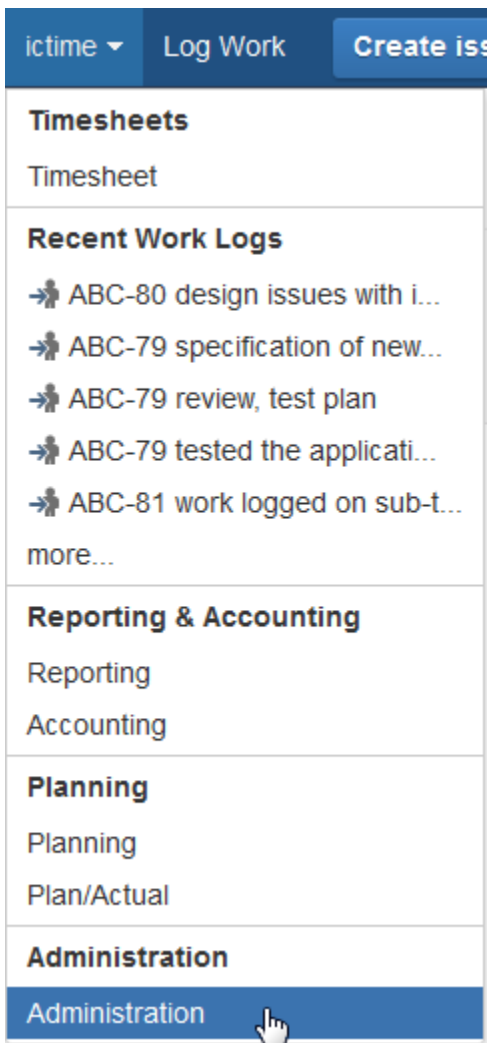 ictime Log Work Create iss
Timesheets
Timesheet
Recent Work Logs
ABC-80 design issues with i...
ABC-79 specification of new...
ABC-79 review, test plan
ABC-79 tested the applicati...
ABC-81 work logged on sub-t...
more...
Reporting & Accounting
Reporting
Accounting
Planning
Planning
Plan/Actual
Administration
Administration